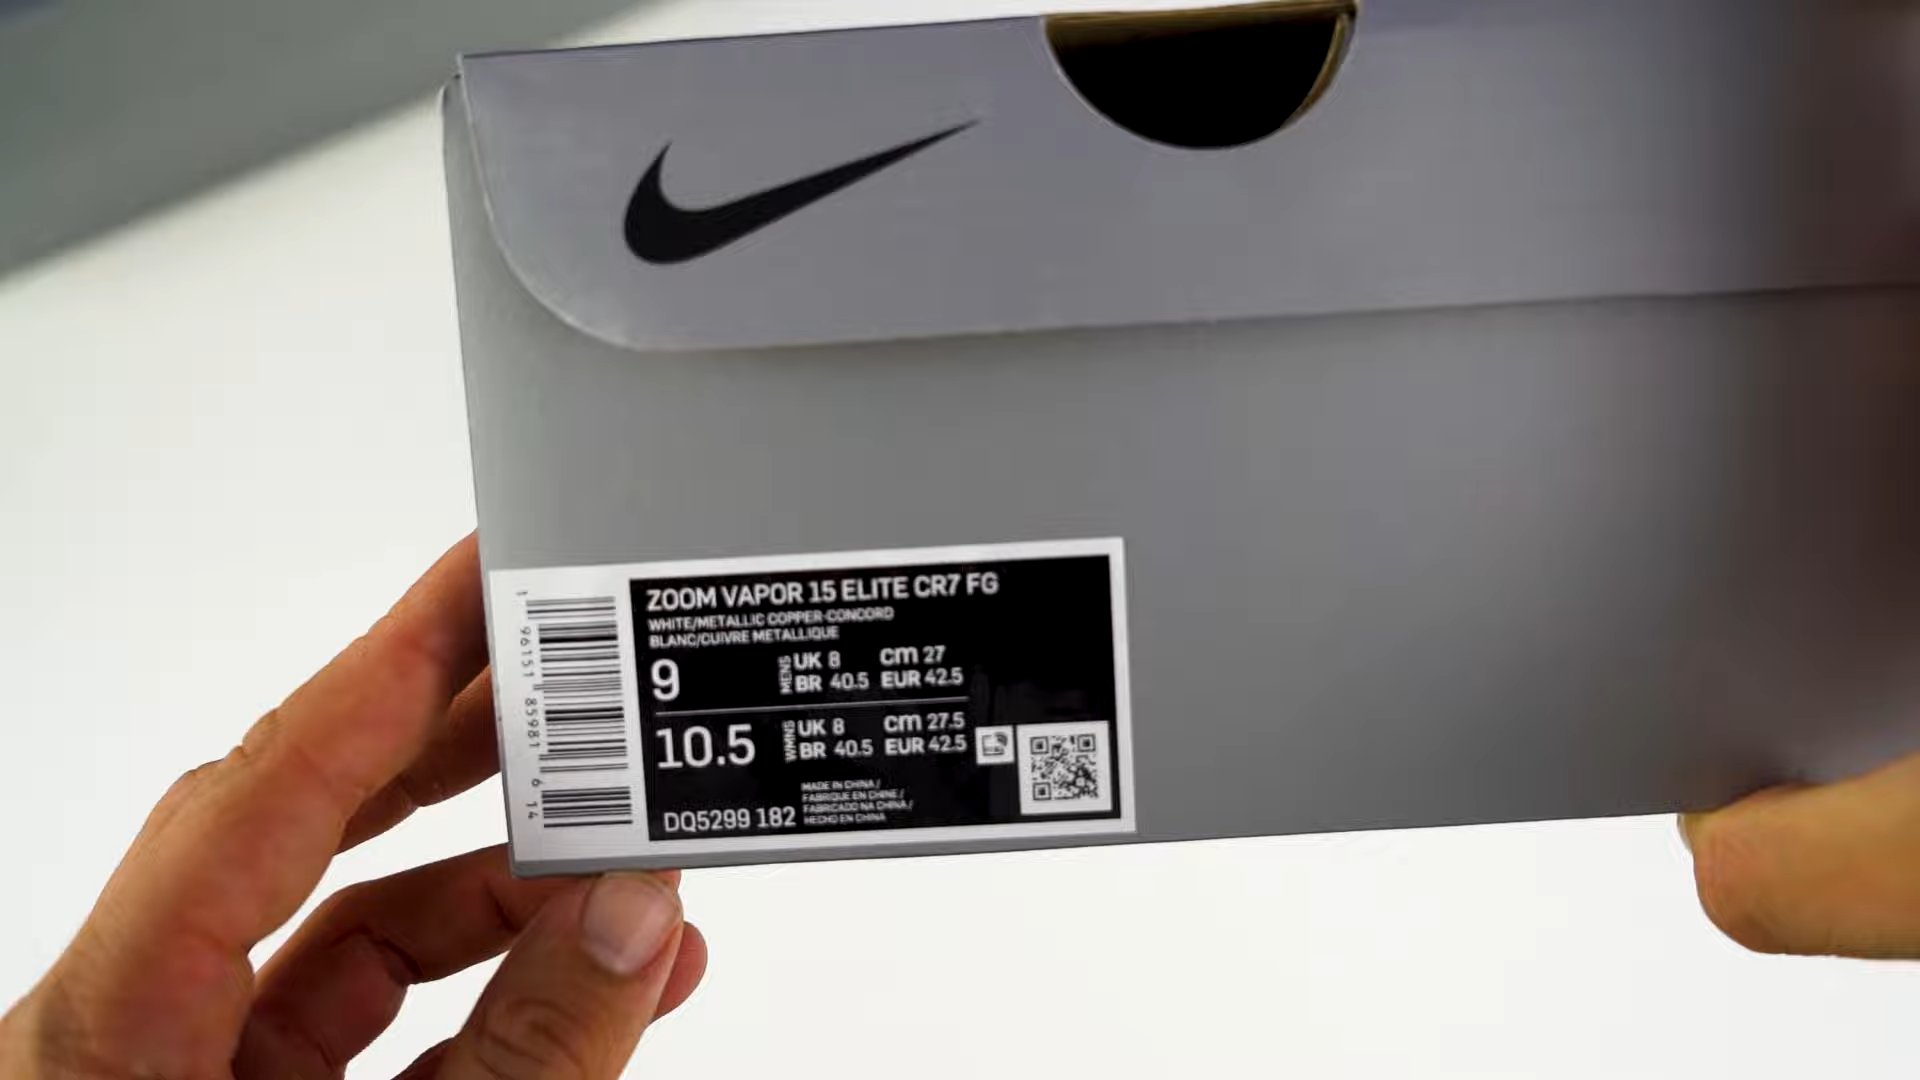 ZOOM VAPOR 15 ELITE CR7 FG
WHITE/METALLIC COPPER-CONCORD
BLANC/CUIVRE METALLIQUE
9 MENS UK 8 cm 27
BR 40.5 EUR 42.5
10.5 WMNS UK 8 cm 27.5
BR 40.5 EUR 42.5
MADE IN CHINA /
FABRIQUE EN CHINE /
FABRICADO NA CHINA /
HECHO EN CHINA
DQ5299 182
1 96151 85981 6 14